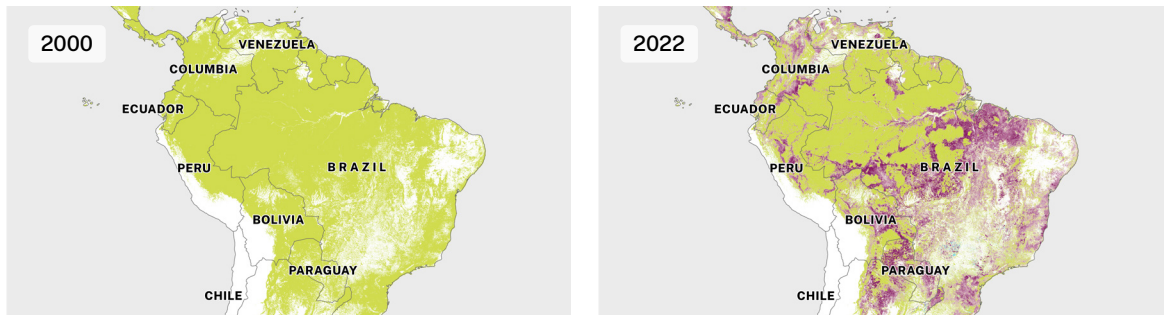 2000
VENEZUELA
COLUMBIA
ECUADOR
PERU
BRAZIL
BOLIVIA
PARAGUAY
CHILE
2022
VENEZUELA
COLUMBIA
ECUADOR
PERU
BRAZIL
BOLIVIA
PARAGUAY
CHILE